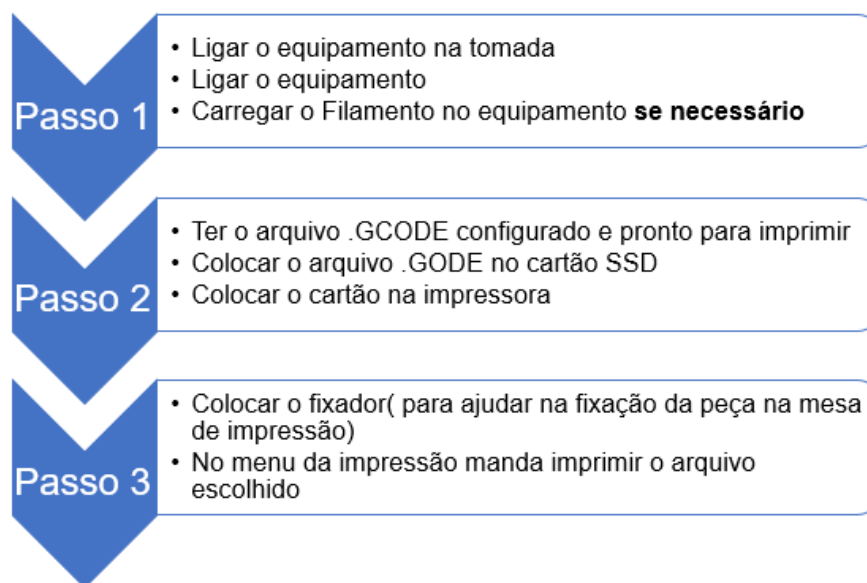 Passo 1
• Ligar o equipamento na tomada
• Ligar o equipamento
• Carregar o Filamento no equipamento se necessário
Passo 2
• Ter o arquivo .GCODE configurado e pronto para imprimir
• Colocar o arquivo .GODE no cartão SSD
• Colocar o cartão na impressora
Passo 3
• Colocar o fixador( para ajudar na fixação da peça na mesa
de impressão)
• No menu da impressão manda imprimir o arquivo
escolhido